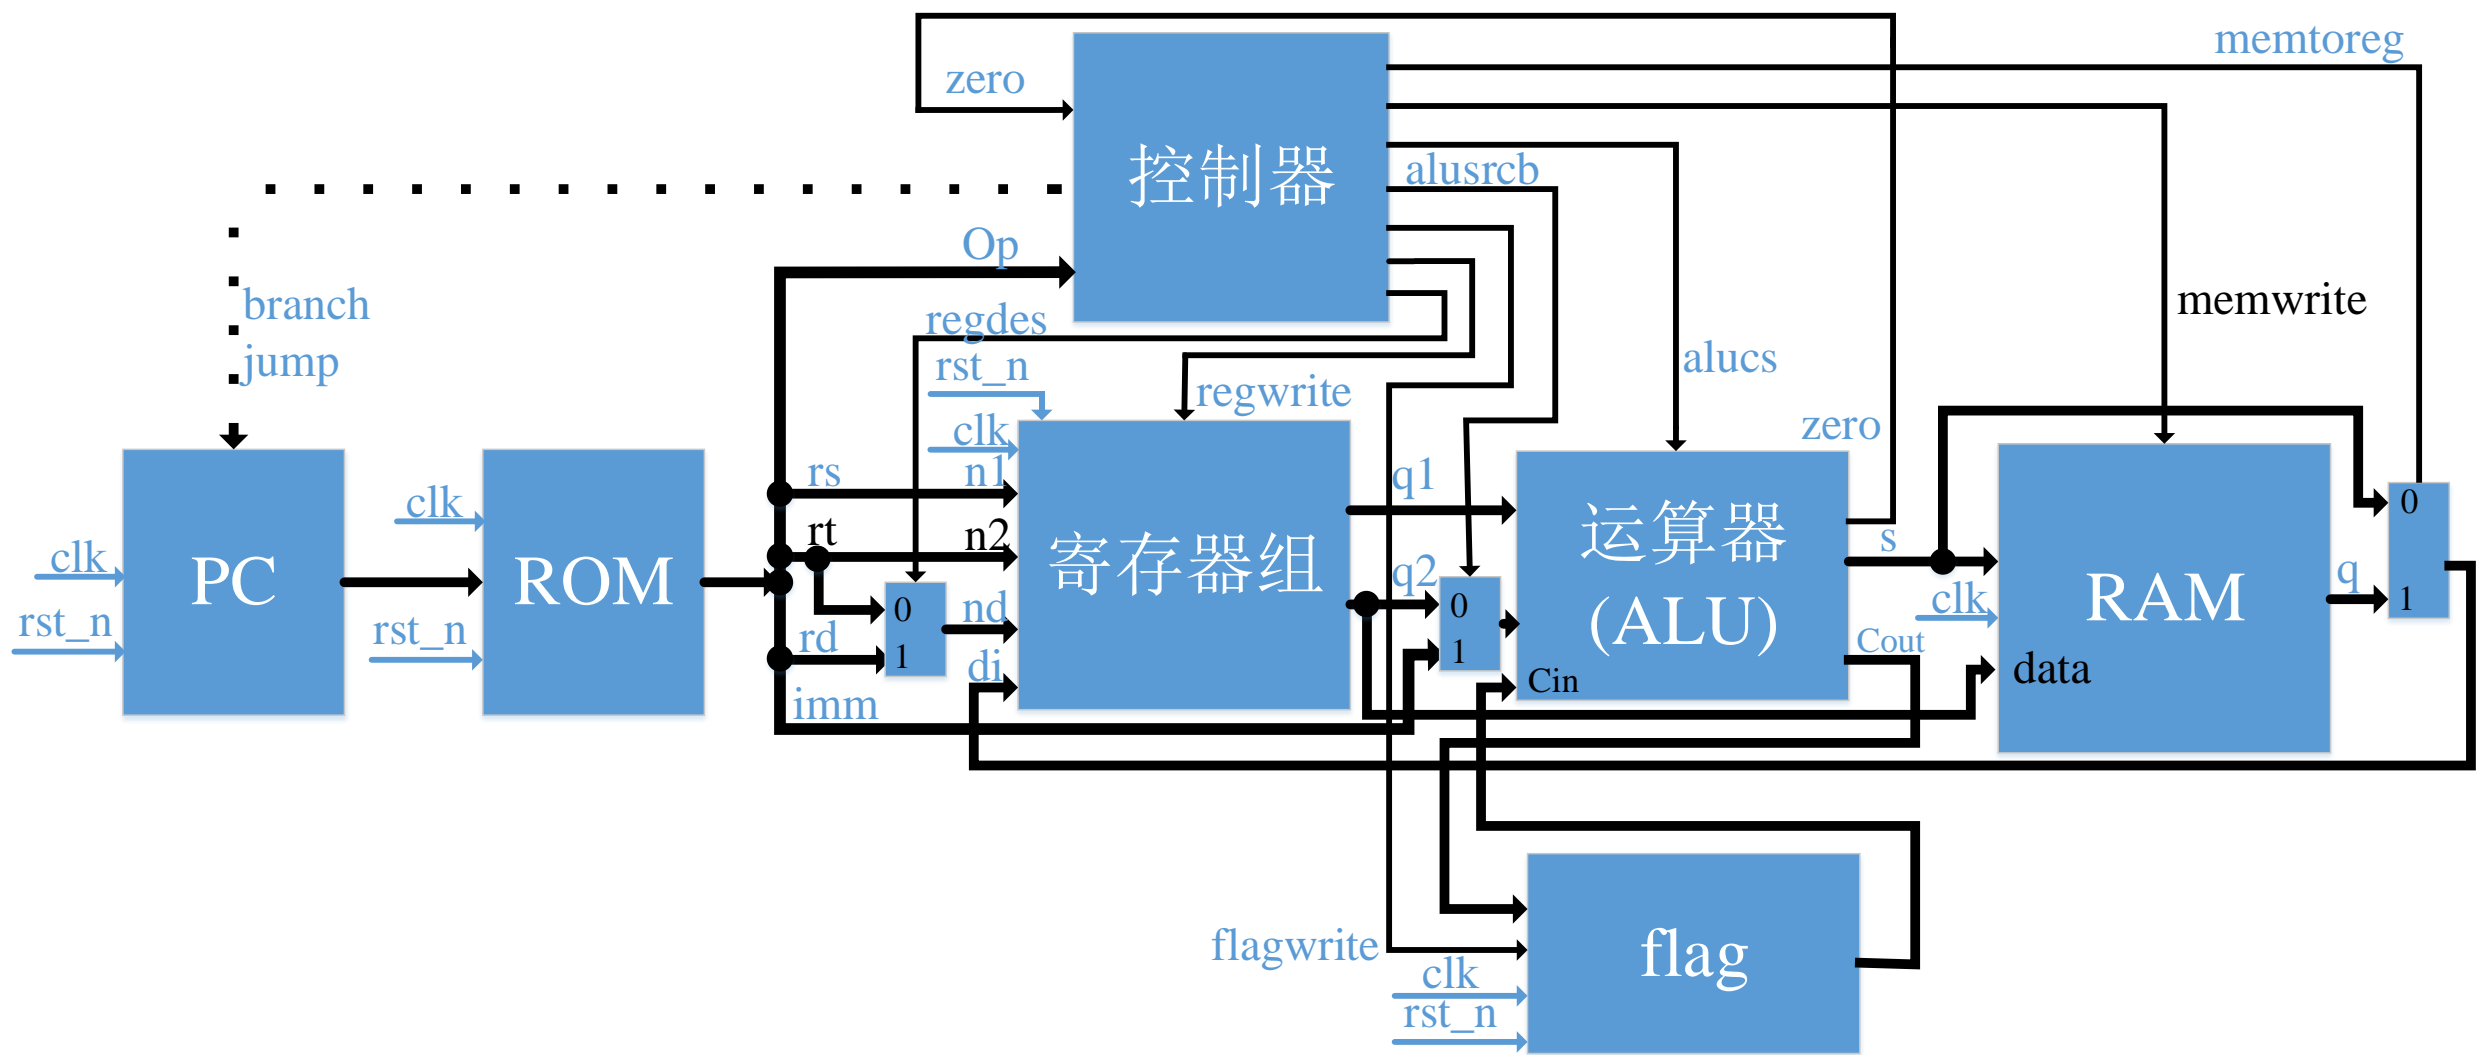 memtoreg
zero
控制器
alusrcb
Op
branch
jump
regdes
rst_n
memwrite
alucs
regwrite
clk
zero
rs
n1
q1
0
clk
rt
n2
运算器
(ALU)
s
clk
PC
ROM
寄存器组
q2
RAM
q
1
rst_n
rst_n
0
1
nd
rd
di
imm
0
1
Cin
clk
Cout
data
flagwrite
flag
clk
rst_n